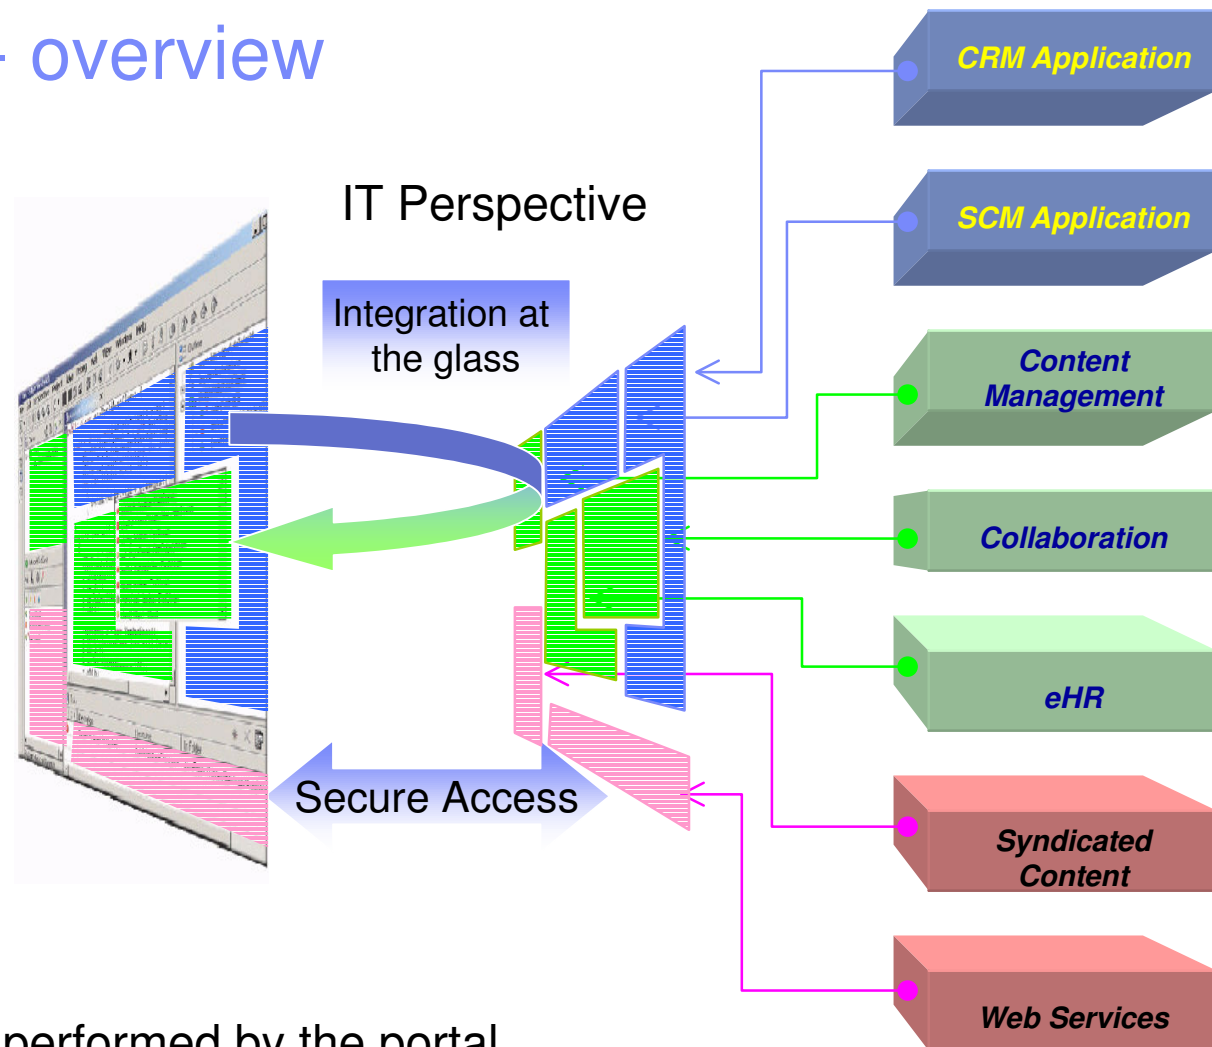 - overview
IT Perspective
Integration at
the glass
Secure Access
CRM Application
SCM Application
Content
Management
Collaboration
eHR
Syndicated
Content
Web Services
performed by the portal